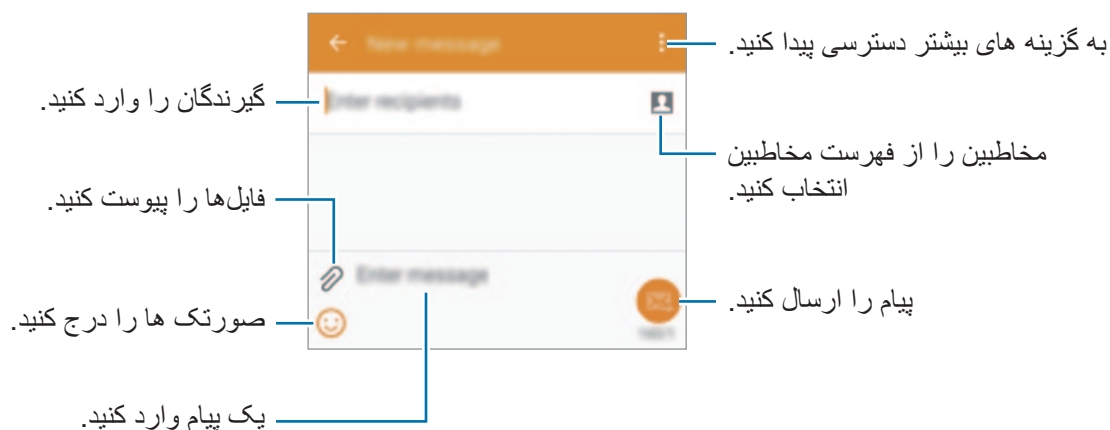 به گزینه های بیشتر دسترسی پیدا کنید.
New message
گیرندگان را وارد کنید.
Enter recipients
مخاطبین را از فهرست مخاطبین
انتخاب کنید.
فایل‌ها را پیوست کنید.
Enter message
پیام را ارسال کنید.
صورتک ها را درج کنید.
یک پیام وارد کنید.